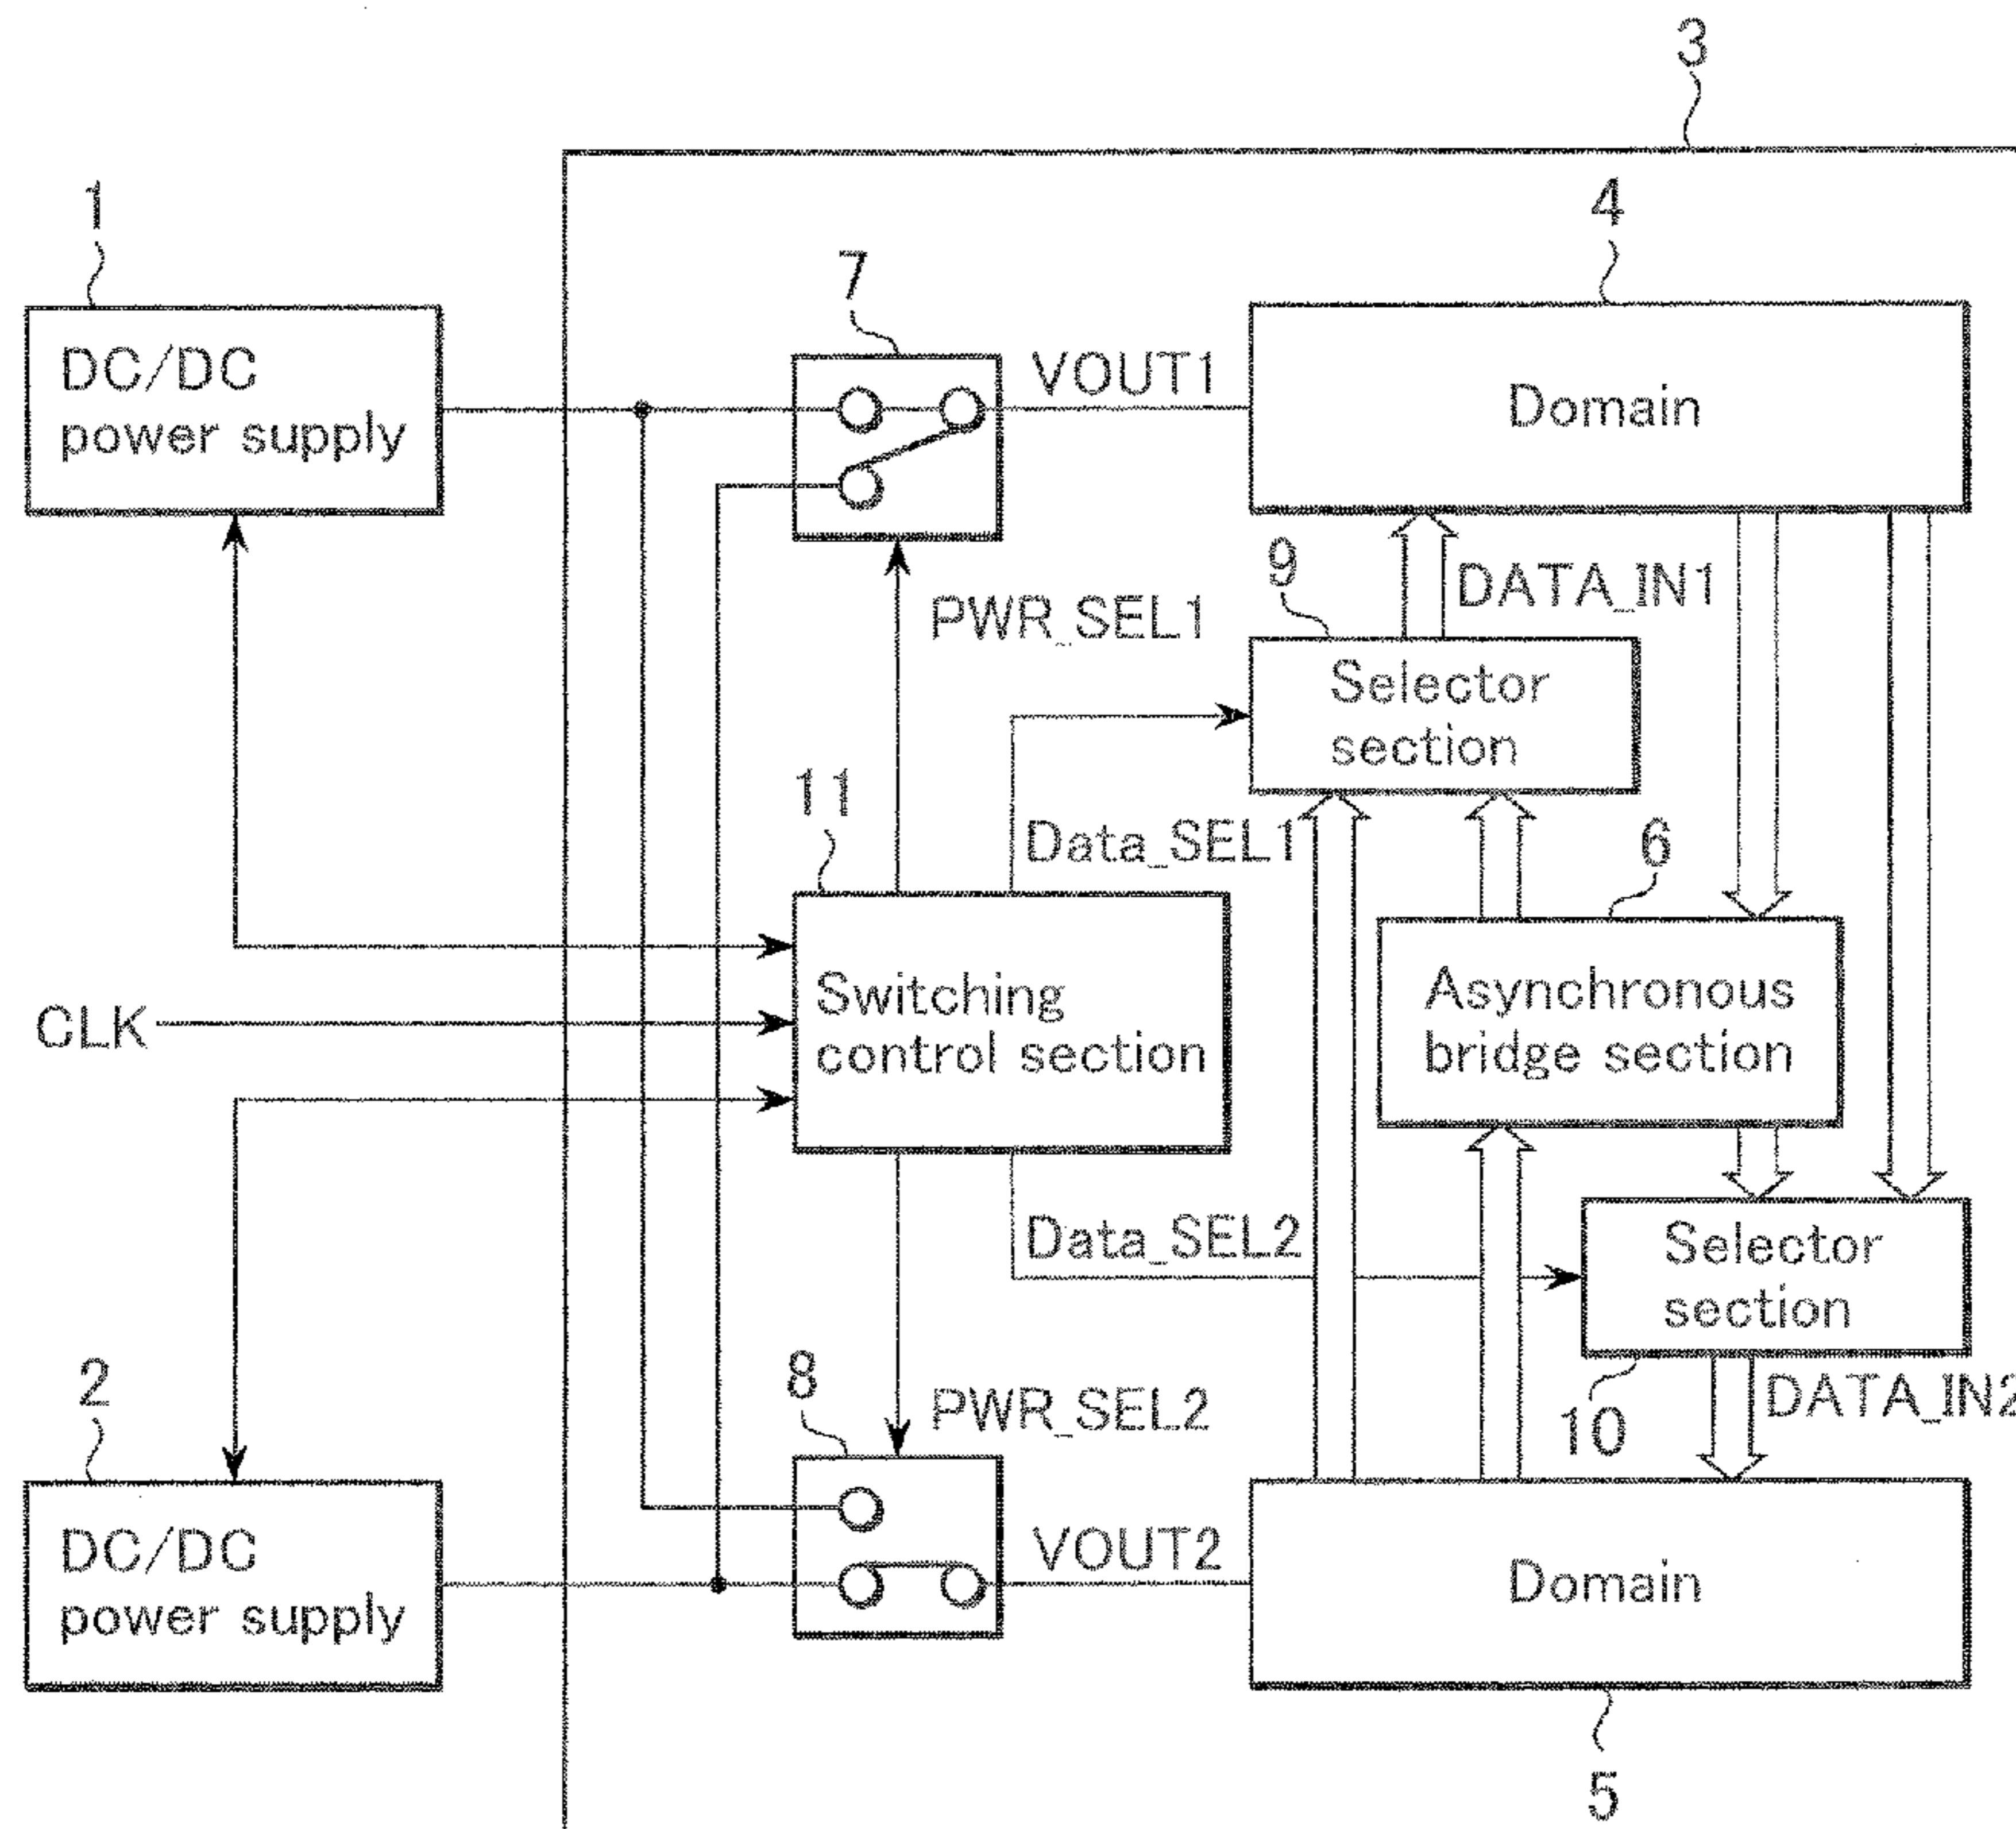 3
1
4
7
DC/DC
power supply
VOUT1
Domain
9
DATA_IN1
PWR_SEL1
Selector
section
11
Data_SEL1
6
CLK
Switching
control section
Asynchronous
bridge section
Data_SEL2
Selector
section
2
8
PWR_SEL2
10
DATA_IN2
DC/DC
power supply
VOUT2
Domain
5